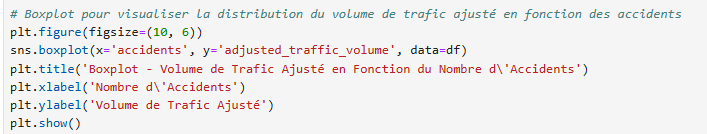 # Boxplot pour visualiser la distribution du volume de trafic ajusté en fonction des accidents
plt.figure(figsize=(10, 6))
sns.boxplot(x='accidents', y='adjusted_traffic_volume', data=df)
plt.title('Boxplot - Volume de Trafic Ajusté en Fonction du Nombre d\'Accidents')
plt.xlabel('Nombre d\'Accidents')
plt.ylabel('Volume de Trafic Ajusté')
plt.show()